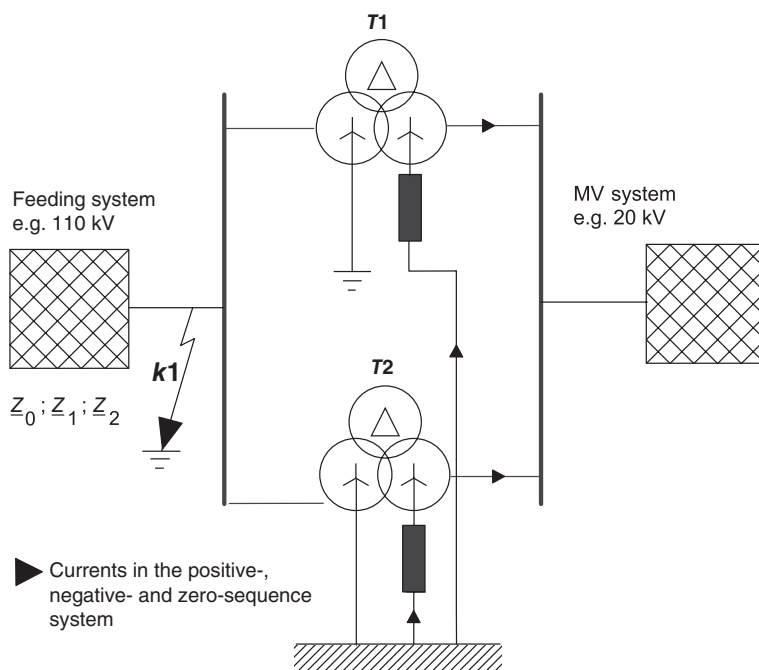 T1
Feeding system
e.g. 110 kV
MV system
e.g. 20 kV
k1
T2
Z0 ; Z1 ; Z2
Currents in the positive-,
negative- and zero-sequence
system